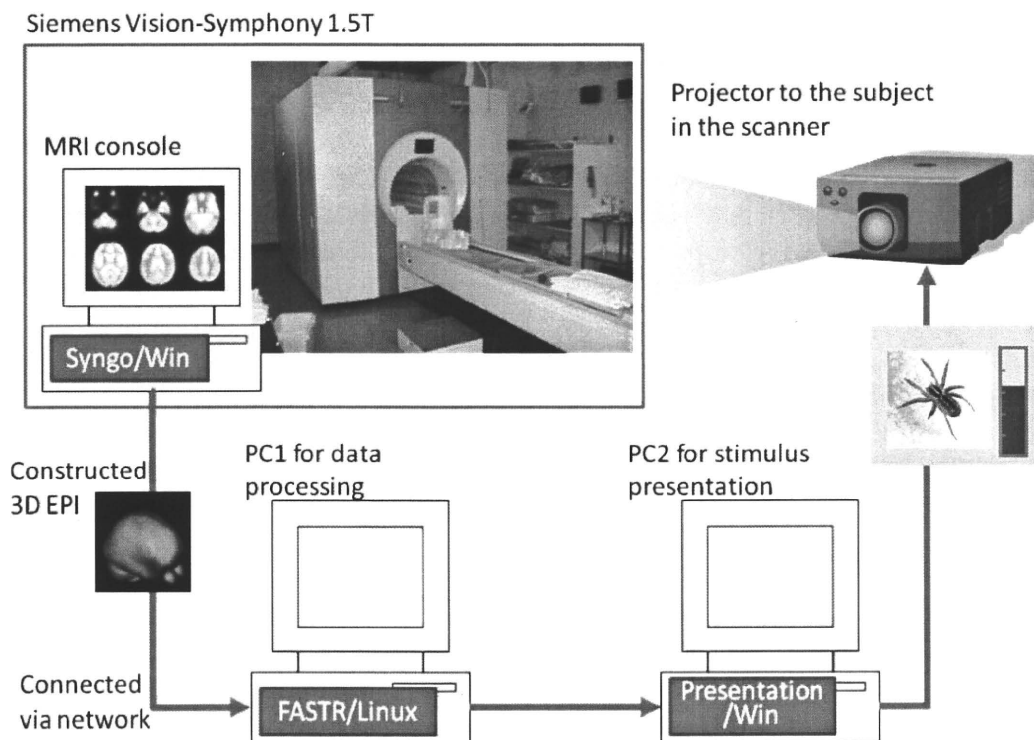 Siemens Vision-Symphony 1.5T
MRI console
Syngo/Win
Projector to the subject
in the scanner
Constructed
3D EPI
PC1 for data
processing
PC2 for stimulus
presentation
Connected
via network
FASTR/Linux
Presentation
/Win